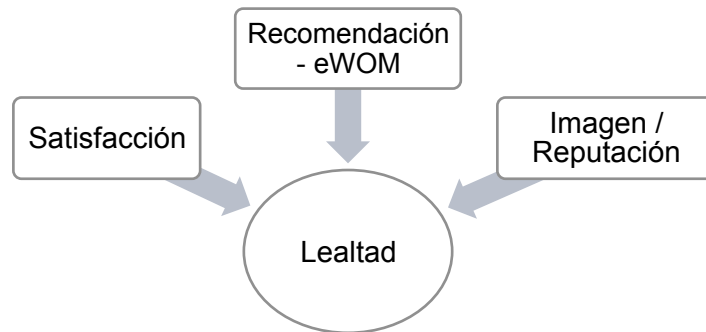 Recomendación
- eWOM
Satisfacción
Imagen /
Reputación
Lealtad